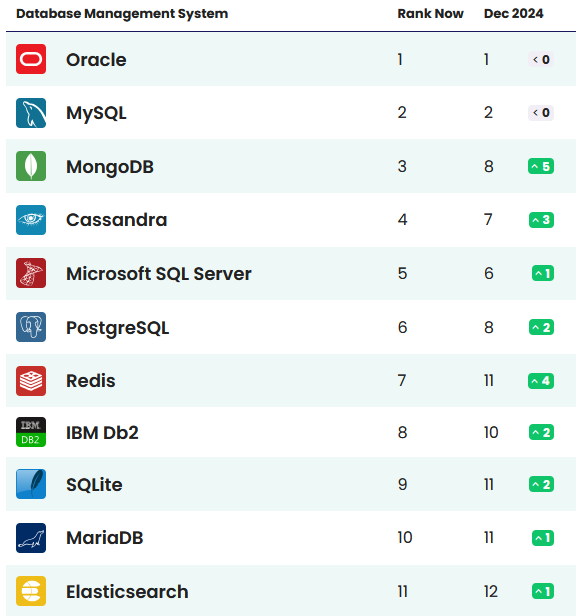 Database Management System Rank Now Dec 2024
Oracle 1 1 < 0
MySQL 2 2 < 0
MongoDB 3 8 ^ 5
Cassandra 4 7 ^ 3
Microsoft SQL Server 5 6 ^ 1
PostgreSQL 6 8 ^ 2
Redis 7 11 ^ 4
IBM DB2 IBM Db2 8 10 ^ 2
SQLite 9 11 ^ 2
MariaDB 10 11 ^ 1
Elasticsearch 11 12 ^ 1